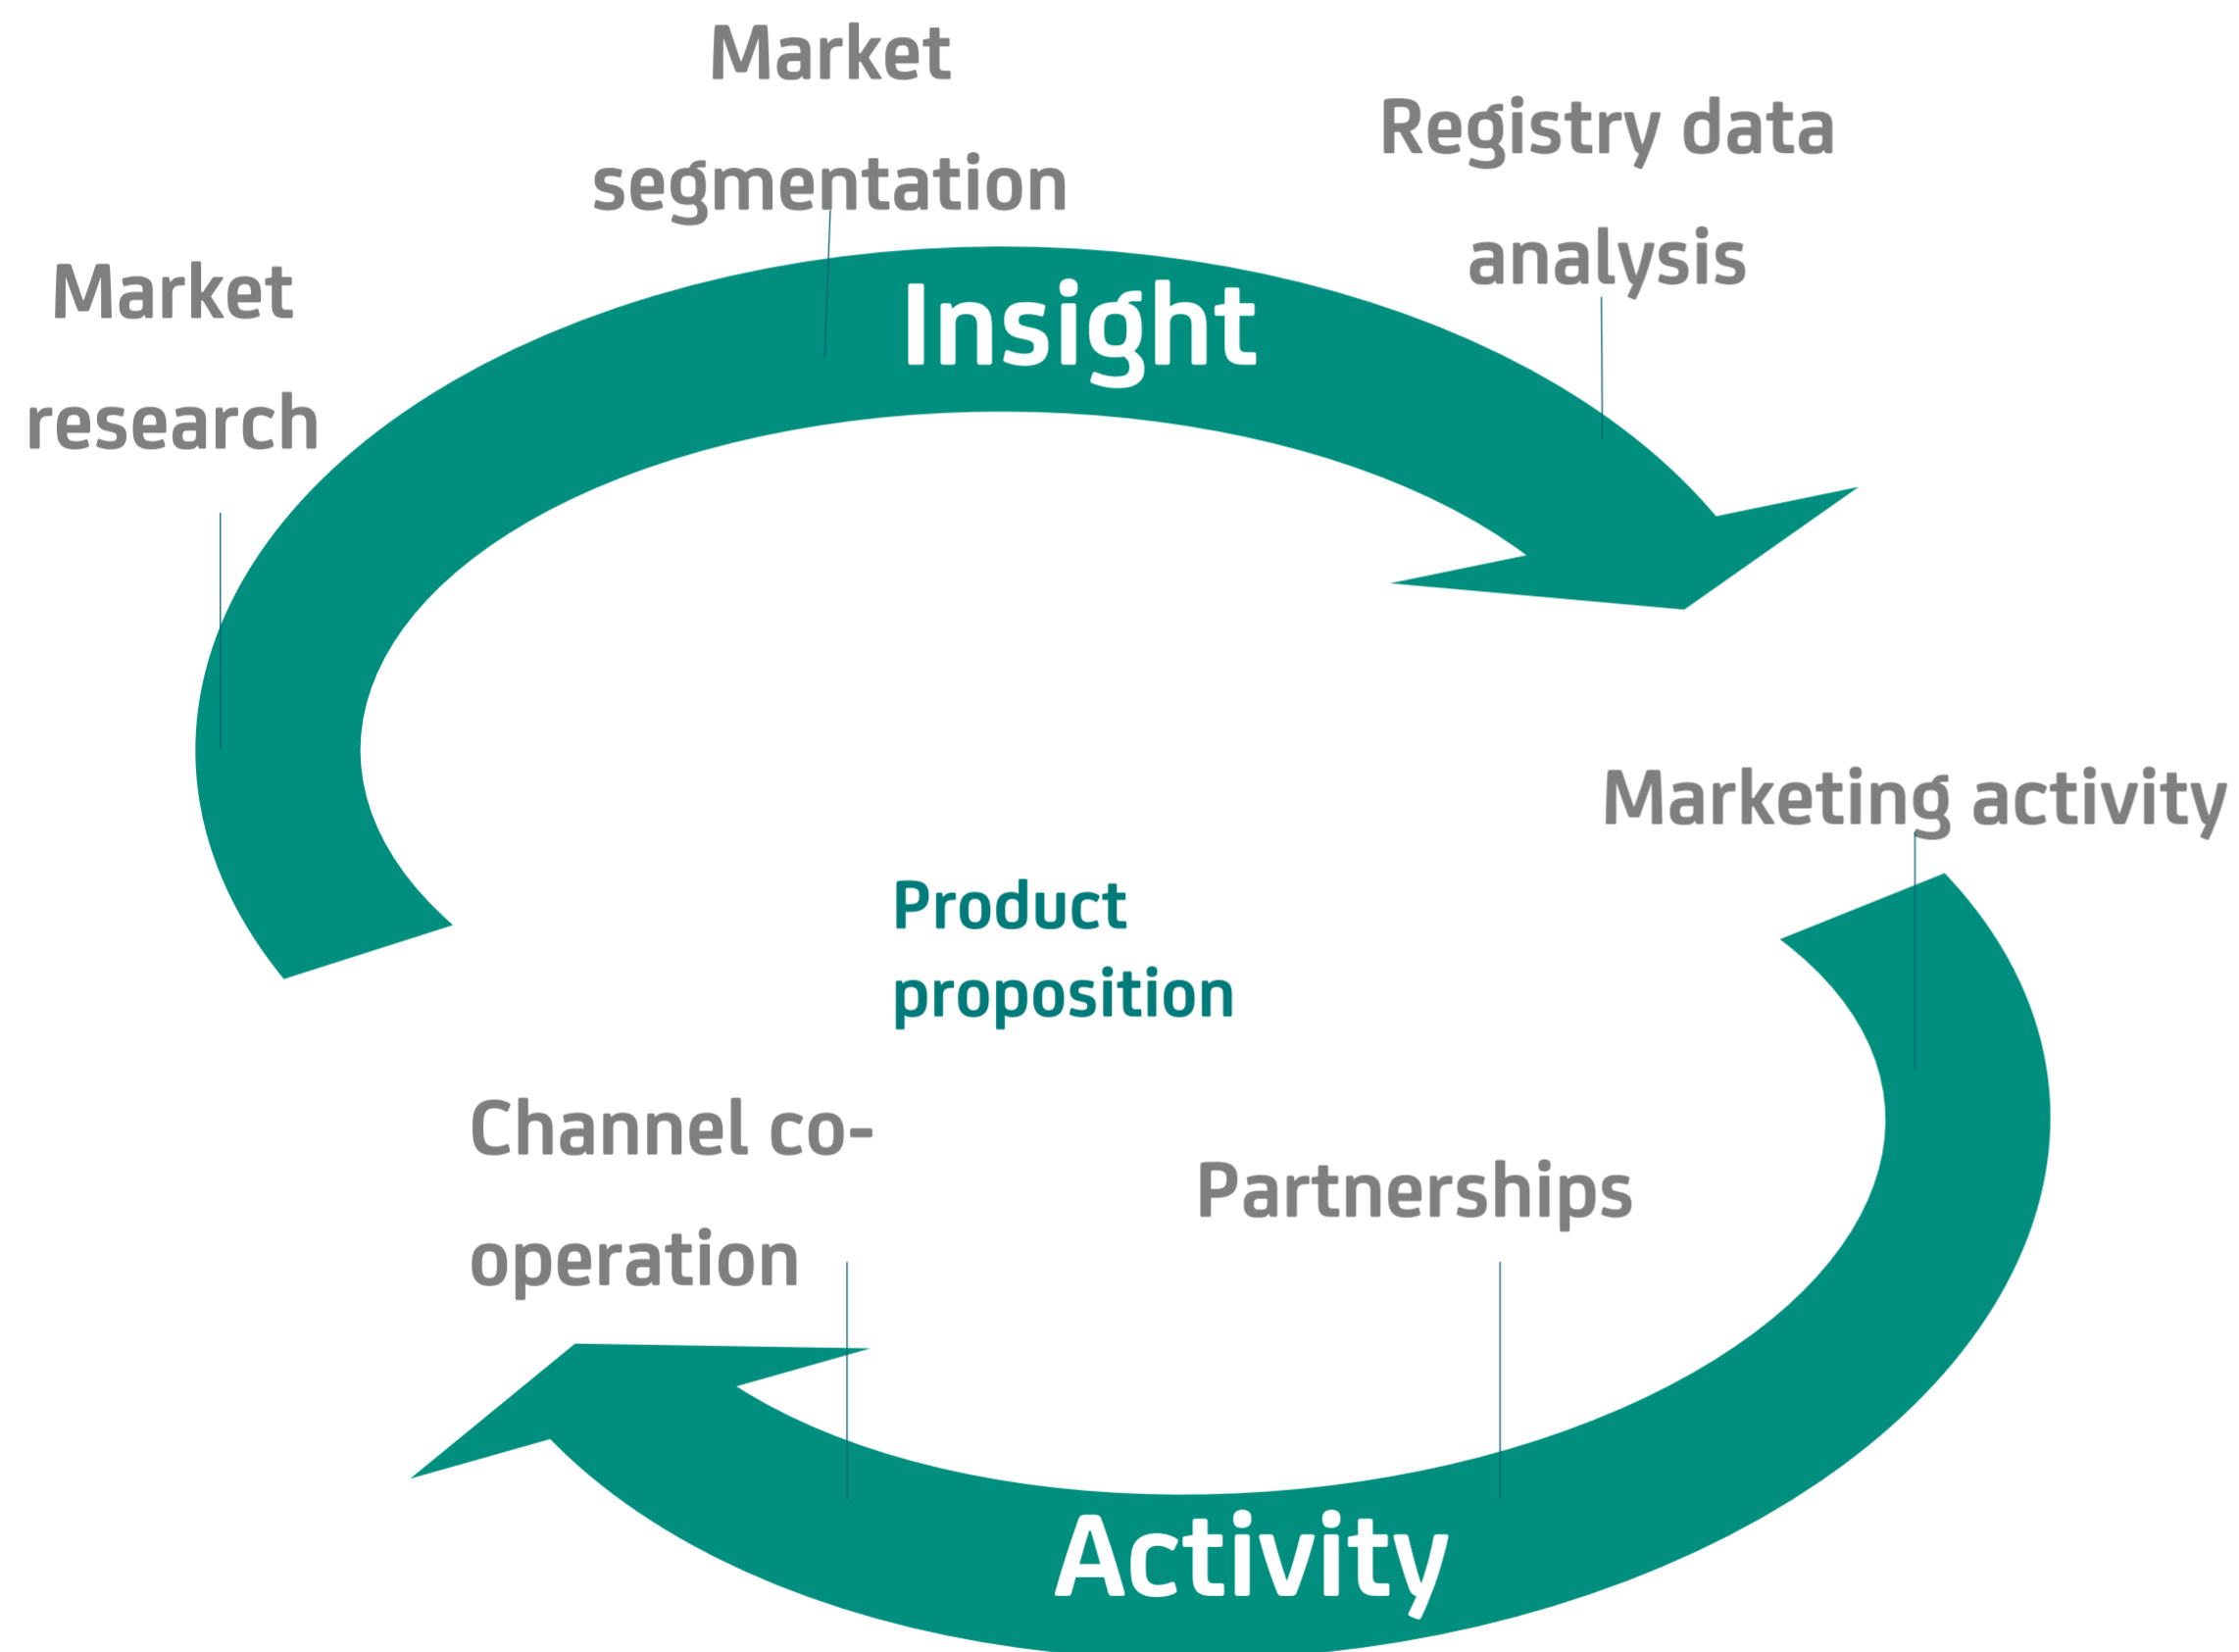 Market
segmentation
Registry data
analysis
Market
research
Insight
Marketing activity
Product
proposition
Channel co-
operation
Partnerships
Activity